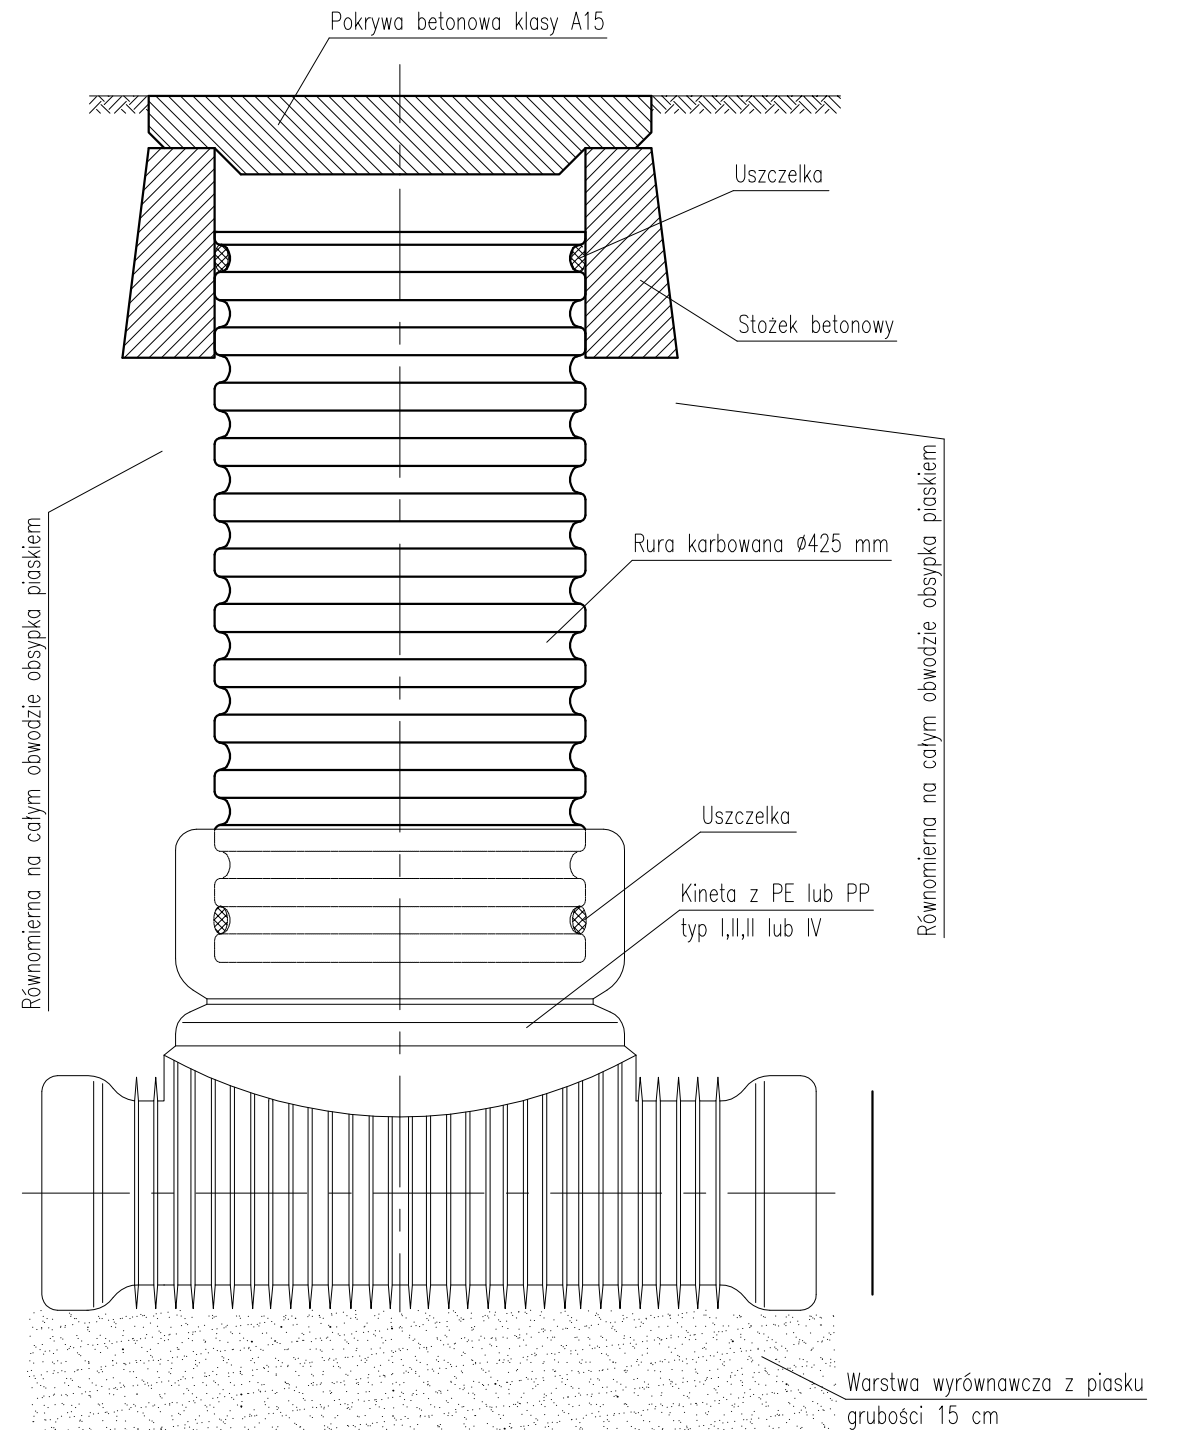 Pokrywa betonowa klasy A15
Uszczelka
Stożek betonowy
Równomierna na całym obwodzie obsypka piaskiem
Równomierna na całym obwodzie obsypka piaskiem
Rura karbowana ø425 mm
Uszczelka
Kineta z PE lub PP
typ I,II,II lub IV
Warstwa wyrównawcza z piasku
grubości 15 cm